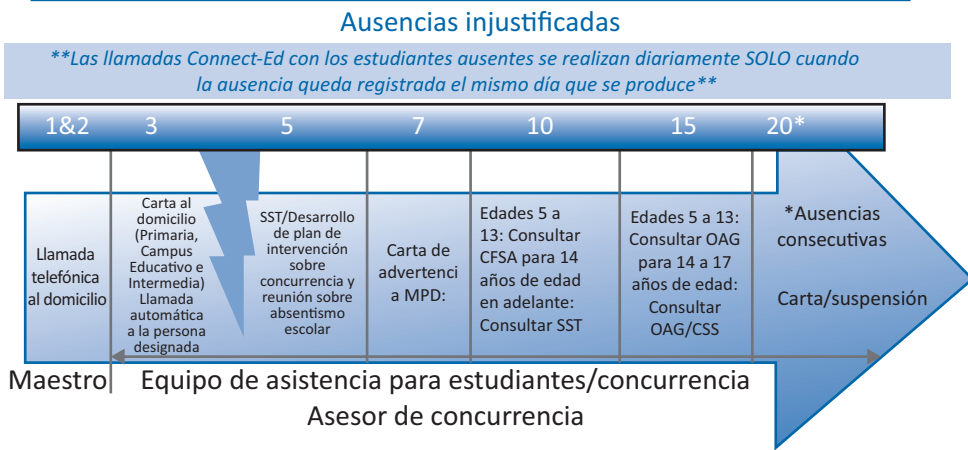 Ausencias injustificadas
**Las llamadas Connect-Ed con los estudiantes ausentes se realizan diariamente SOLO cuando
la ausencia queda registrada el mismo día que se produce**
1&2 3 5 7 10 15 20*
Llamada
telefónica
al domicilio
Carta al
domicilio
(Primaria,
Campus
Educativo e
Intermedia)
Llamada
automática
a la persona
designada
SST/Desarrollo
de plan de
intervención
sobre
concurrencia y
reunión sobre
absentismo
escolar
Carta de
advertenci
a MPD:
Edades 5 a
13: Consultar
CFSA para 14
años de edad
en adelante:
Consultar SST
Edades 5 a 13:
Consultar OAG
para 14 a 17
años de edad:
Consultar
OAG/CSS
*Ausencias
consecutivas
Carta/suspensión
Maestro
Equipo de asistencia para estudiantes/concurrencia
Asesor de concurrencia